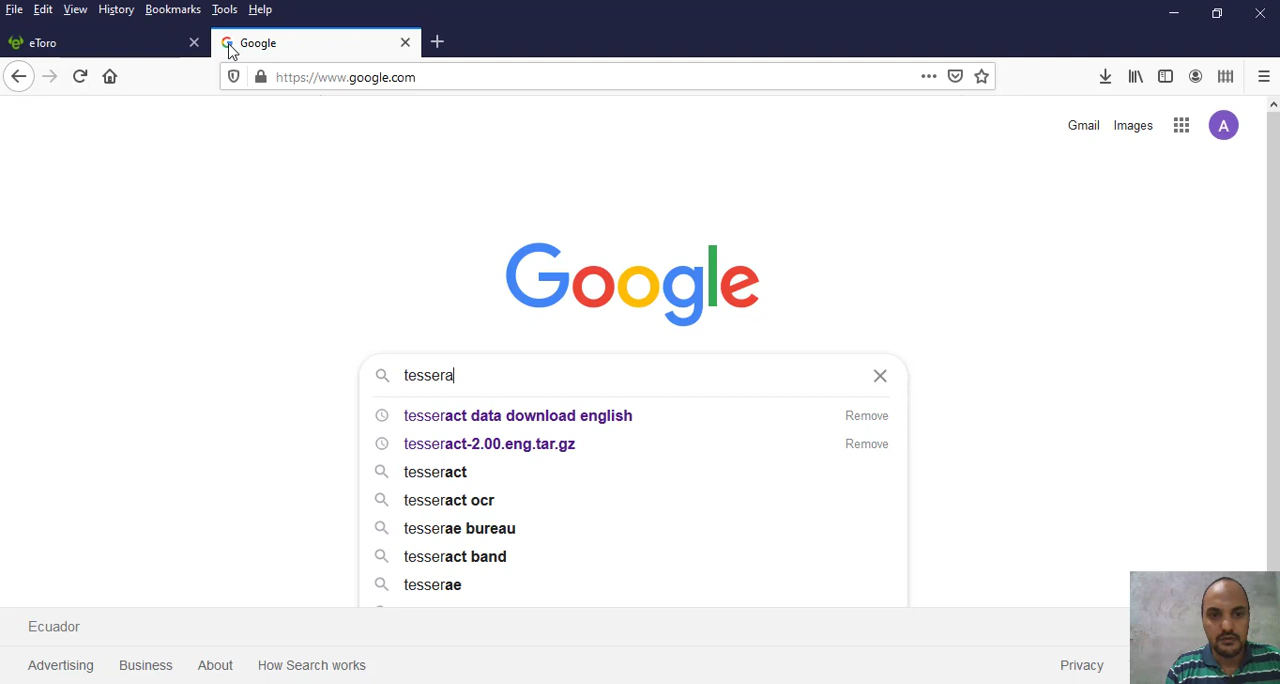 File Edit View History Bookmarks Tools Help
eToro Google
https://www.google.com
Gmail Images A
Google
tessera
tesseract data download english Remove
tesseract-2.00.eng.tar.gz Remove
tesseract
tesseract ocr
tesserae bureau
tesseract band
tesserae
Ecuador
Advertising Business About How Search works Privacy